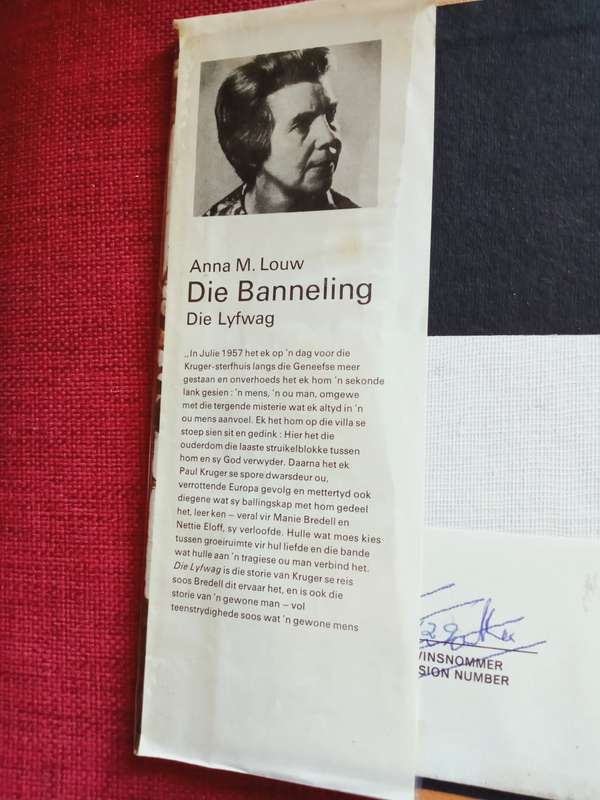 Anna M. Louw
Die Banneling
Die Lyfwag
„In Julie 1957 het ek op 'n dag voor die
Kruger-sterfhuis langs die Geneefse meer
gestaan en onverhoeds het ek hom 'n sekonde
lank gesien : 'n mens, 'n ou man, omgewe
met die tergende misterie wat ek altyd in 'n
ou mens aanvoel. Ek het hom op die villa se
stoep sien sit en gedink : Hier het die
ouderdom die laaste struikelblokke tussen
hom en sy God verwyder. Daarna het ek
Paul Kruger se spore dwarsdeur ou,
verrottende Europa gevolg en mettertyd ook
diegene wat sy ballingskap met hom gedeel
het, leer ken – veral vir Manie Bredell en
Nettie Eloff, sy verloofde. Hulle wat moes kies
tussen groeiruimte vir hul liefde en die bande
wat hulle aan 'n tragiese ou man verbind het.
Die Lyfwag is die storie van Kruger se reis
soos Bredell dit ervaar het, en is ook die
storie van 'n gewone man – vol
teenstrydighede soos wat 'n gewone mens
VINSNOMMER
SION NUMBER